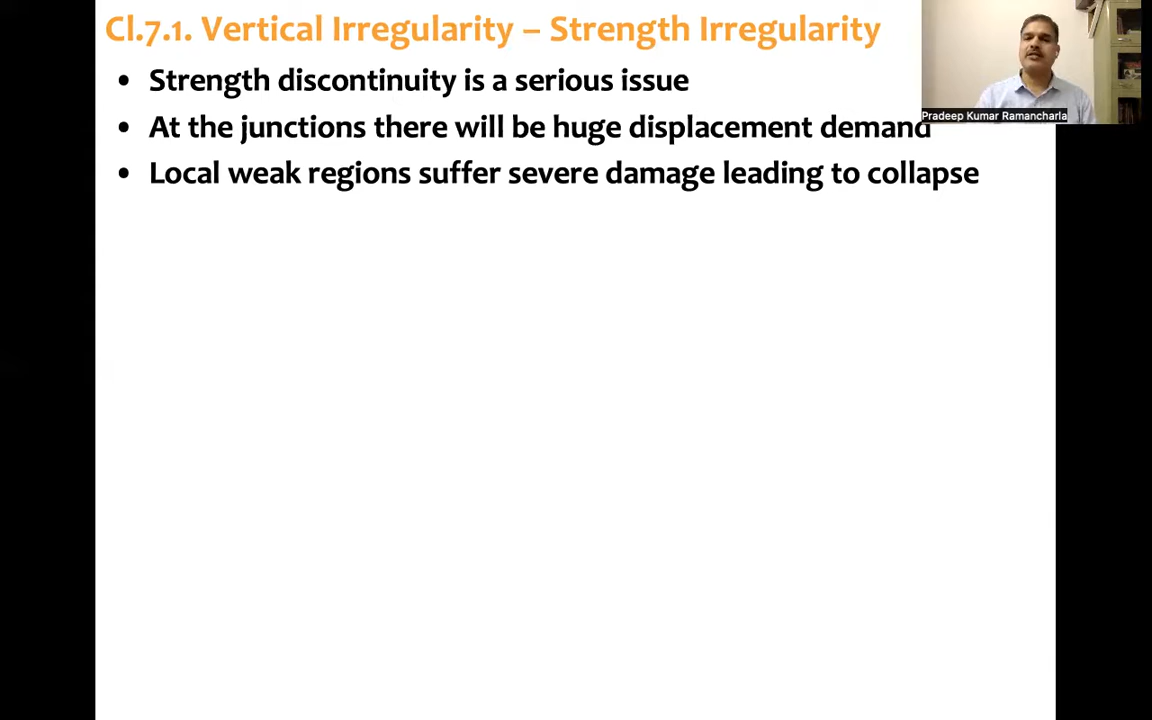 Cl.7.1. Vertical Irregularity – Strength Irregularity
• Strength discontinuity is a serious issue
• At the junctions there will be huge displacement demand
• Local weak regions suffer severe damage leading to collapse
Pradeep Kumar Ramancharla